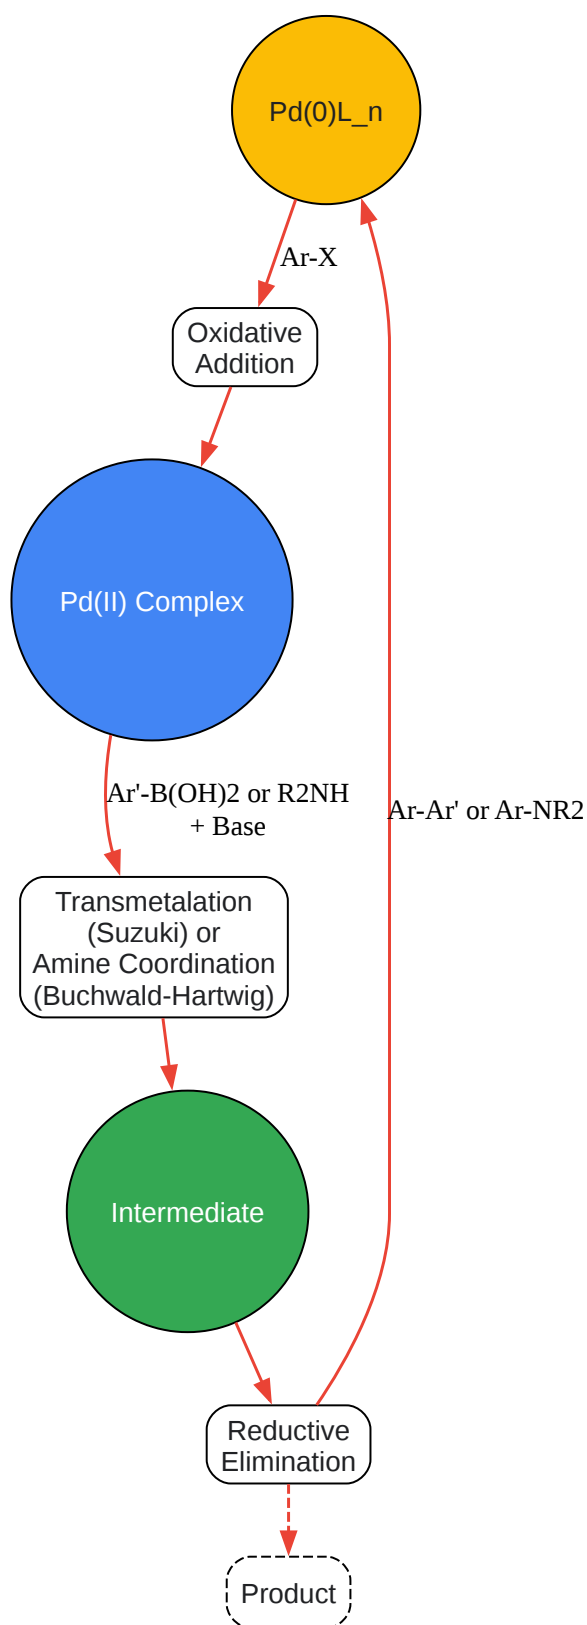 Pd(0)L_n
Ar-X
Oxidative
Addition
Pd(II) Complex
Ar'-B(OH)2 or R2NH
+ Base
Ar-Ar' or Ar-NR2
Transmetalation
(Suzuki) or
Amine Coordination
(Buchwald-Hartwig)
Intermediate
Reductive
Elimination
Product